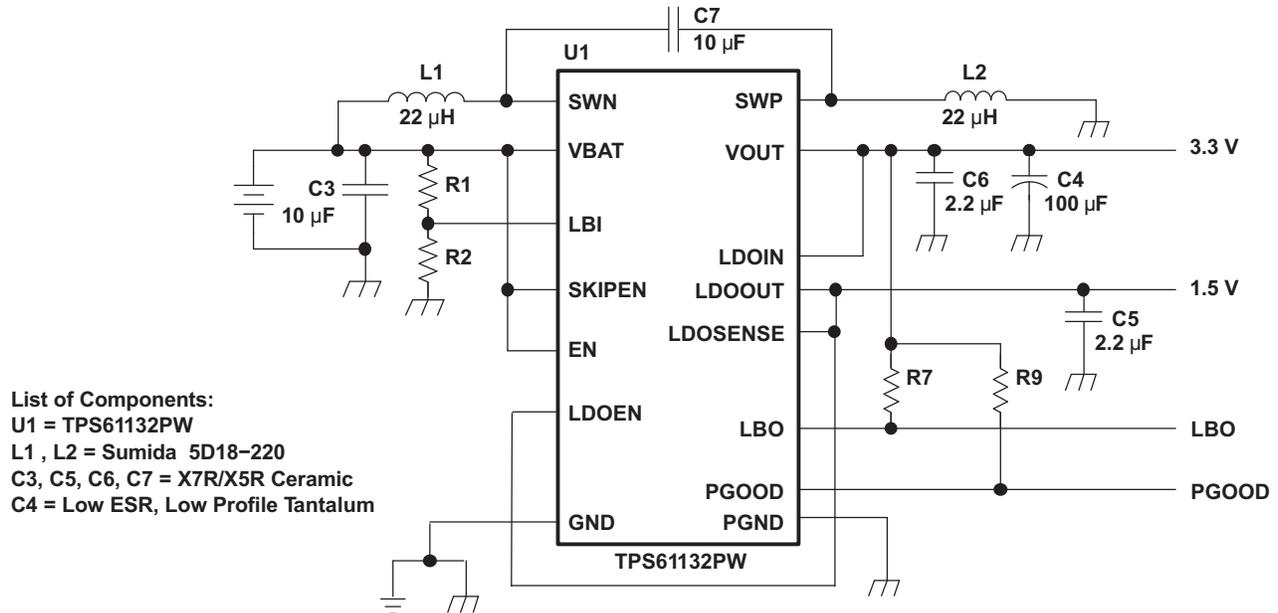 C7
10 µF
U1
L1
22 µH
L2
22 µH
SWN
SWP
VBAT
VOUT
3.3 V
C3
10 µF
R1
C6
2.2 µF
C4
100 µF
LBI
R2
LDOIN
SKIPEN
LDOOUT
1.5 V
LDOSENSE
C5
2.2 µF
EN
R7
R9
LDOEN
LBO
LBO
PGOOD
PGOOD
GND
PGND
TPS61132PW
List of Components:
U1 = TPS61132PW
L1 , L2 = Sumida 5D18−220
C3, C5, C6, C7 = X7R/X5R Ceramic
C4 = Low ESR, Low Profile Tantalum